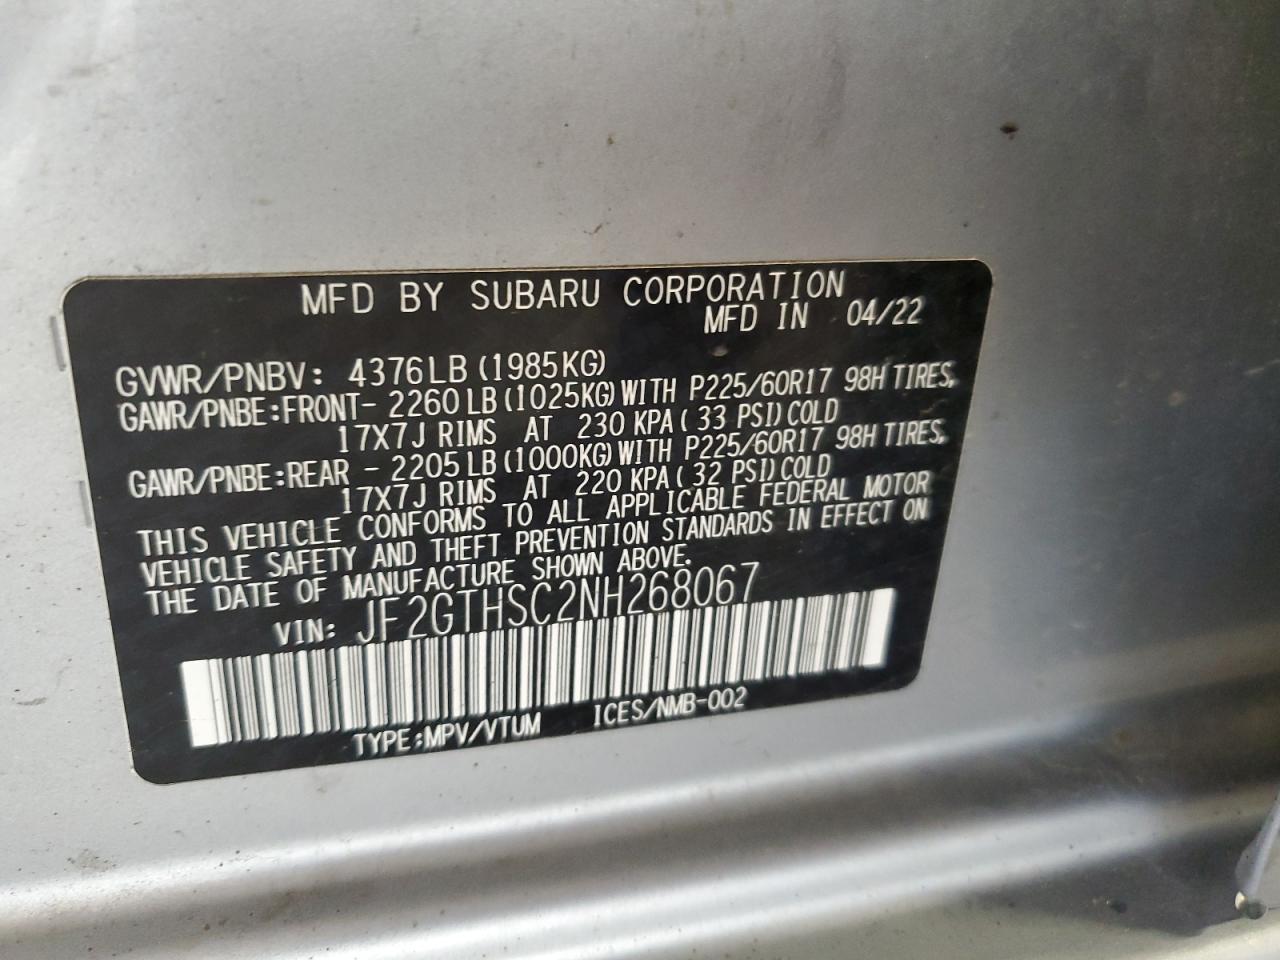 MFD BY SUBARU CORPORATION
MFD IN 04/22
GVWR/PNBV: 4376LB (1985KG)
GAWR/PNBE:FRONT- 2260 LB (1025KG) WITH P225/60R17 98H TIRES,
17X7J RIMS AT 230 KPA ( 33 PSI) COLD
GAWR/PNBE:REAR - 2205 LB (1000KG) WITH P225/60R17 98H TIRES,
17X7J RIMS AT 220 KPA ( 32 PSI) COLD
THIS VEHICLE CONFORMS TO ALL APPLICABLE FEDERAL MOTOR
VEHICLE SAFETY AND THEFT PREVENTION STANDARDS IN EFFECT ON
THE DATE OF MANUFACTURE SHOWN ABOVE.
VIN: JF2GTHSC2NH268067
TYPE:MPV/VTUM ICES/NMB-002